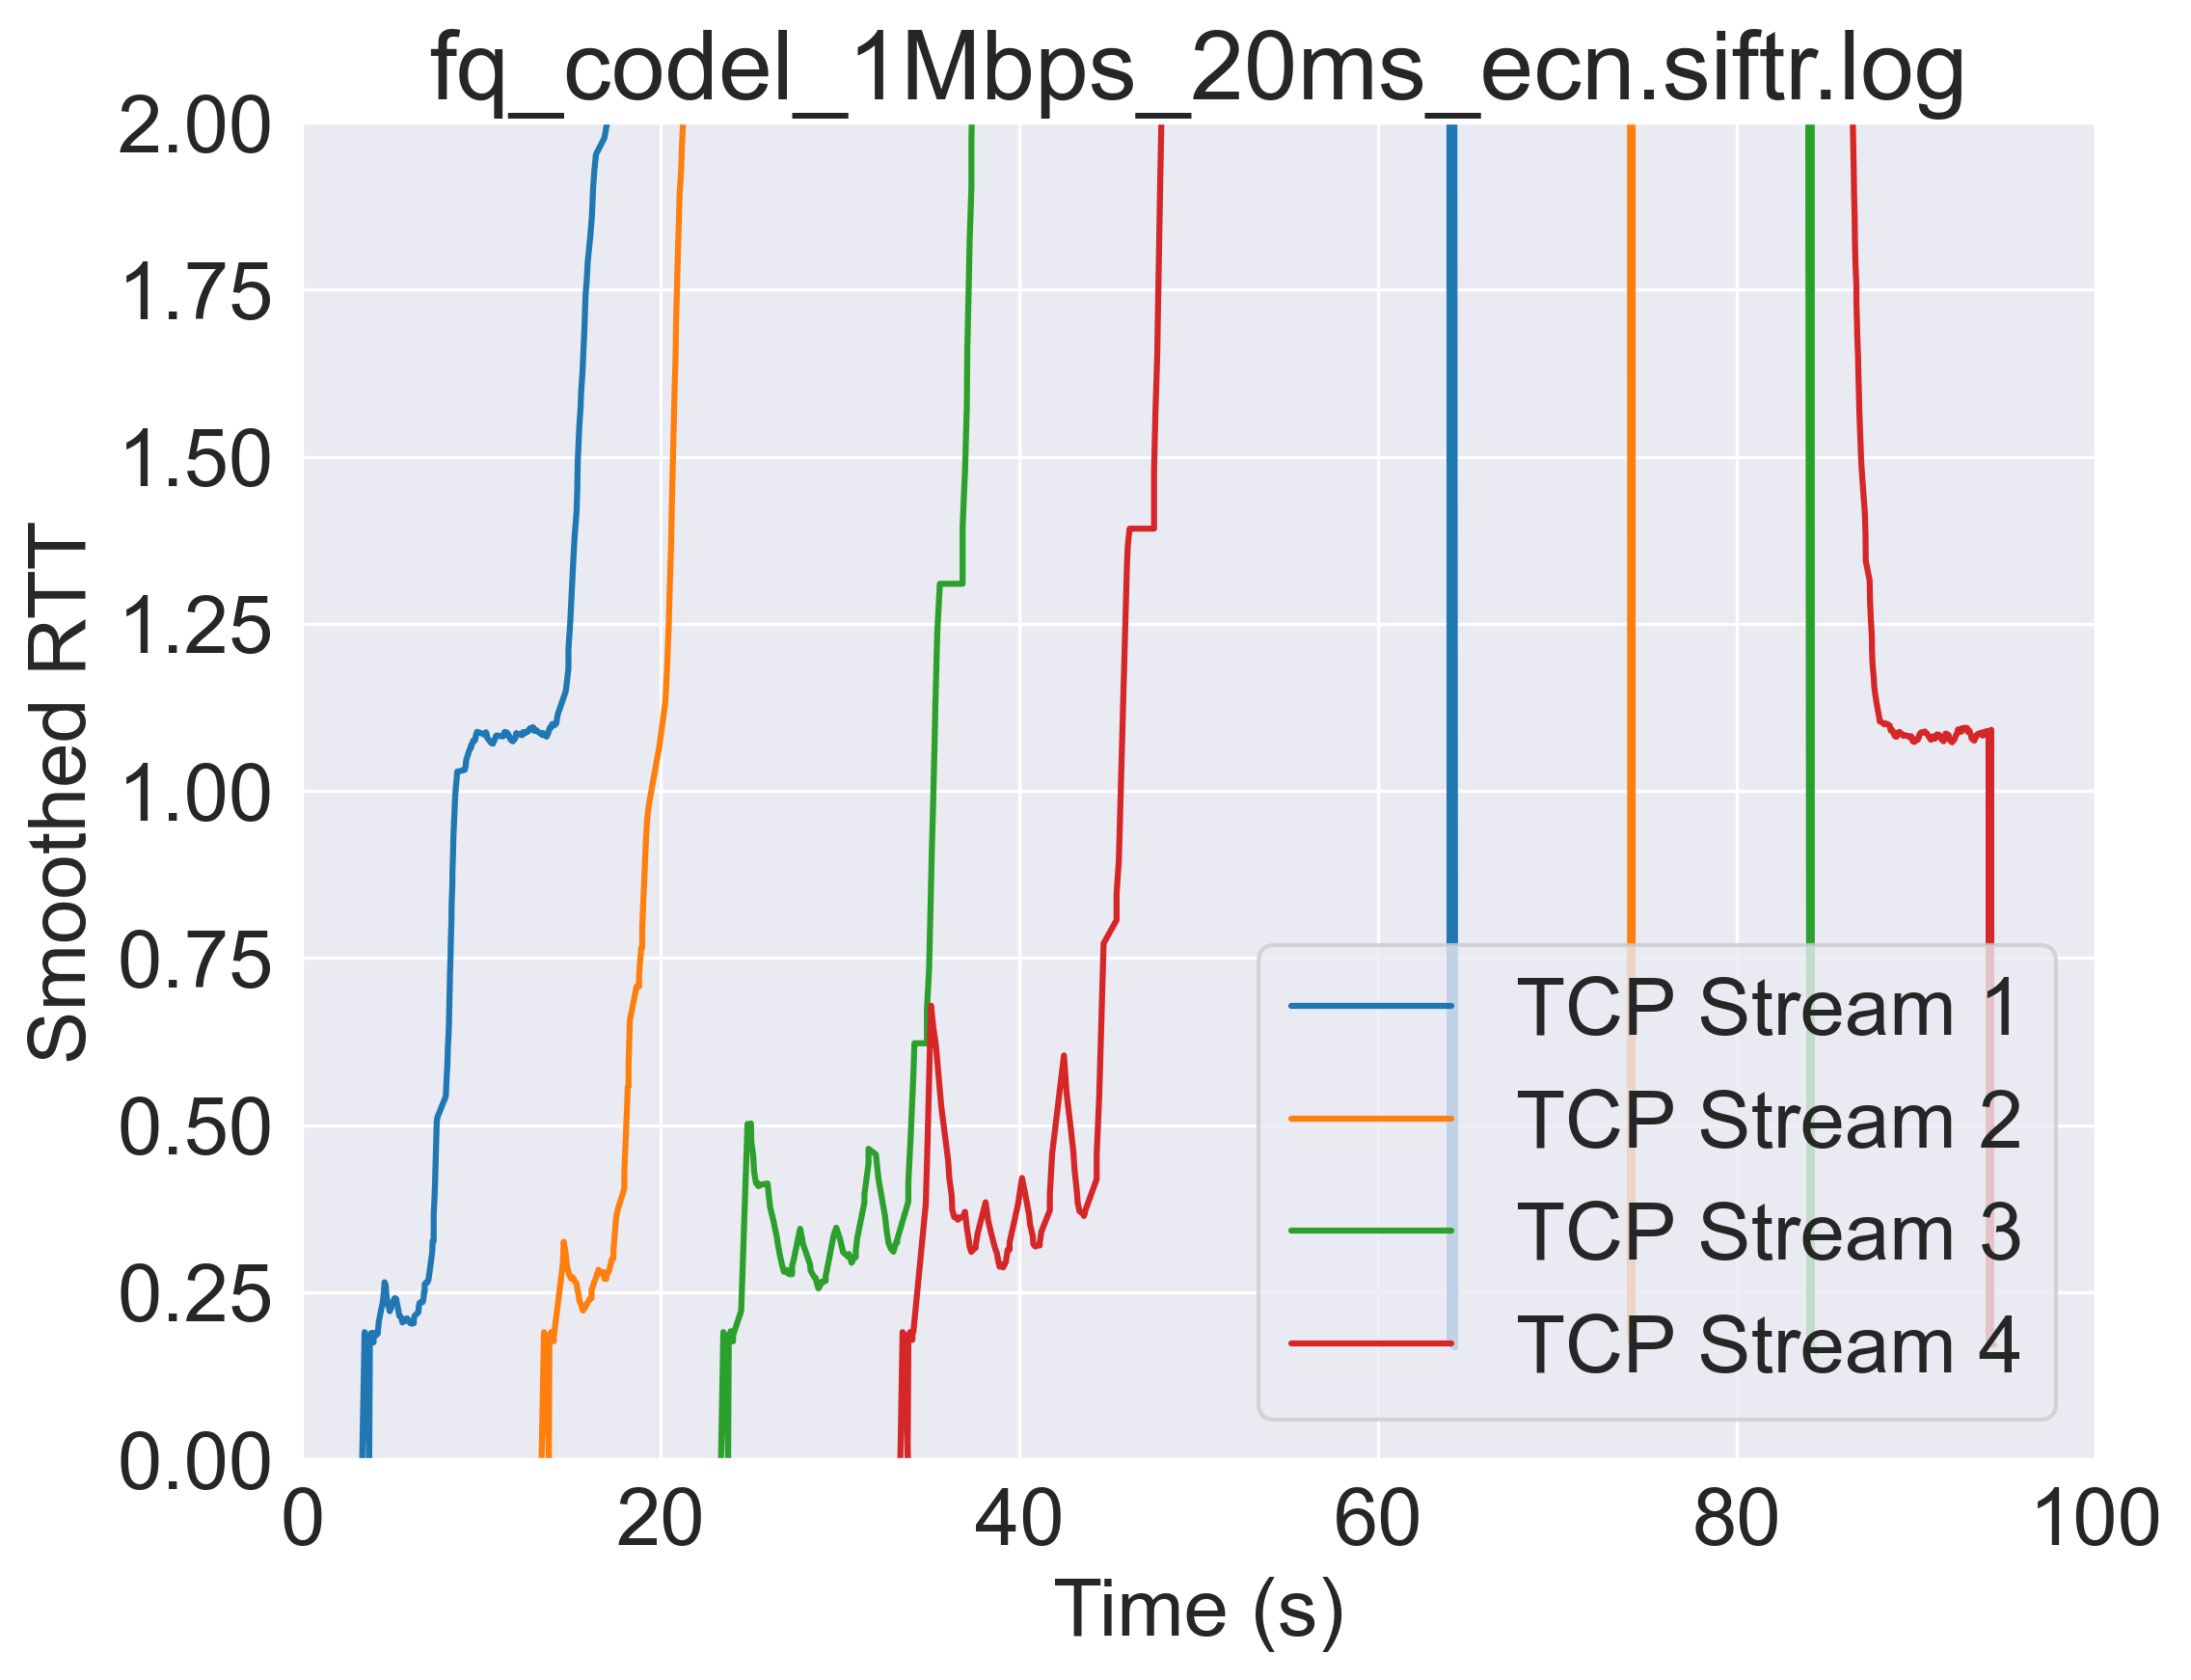 fq_codel_1Mbps_20ms_ecn.siftr.log
2.00
1.75
1.50
1.25
1.00
0.75
0.50
0.25
0.00
Smoothed RTT
TCP Stream 1
TCP Stream 2
TCP Stream 3
TCP Stream 4
0 20 40 60 80 100
Time (s)